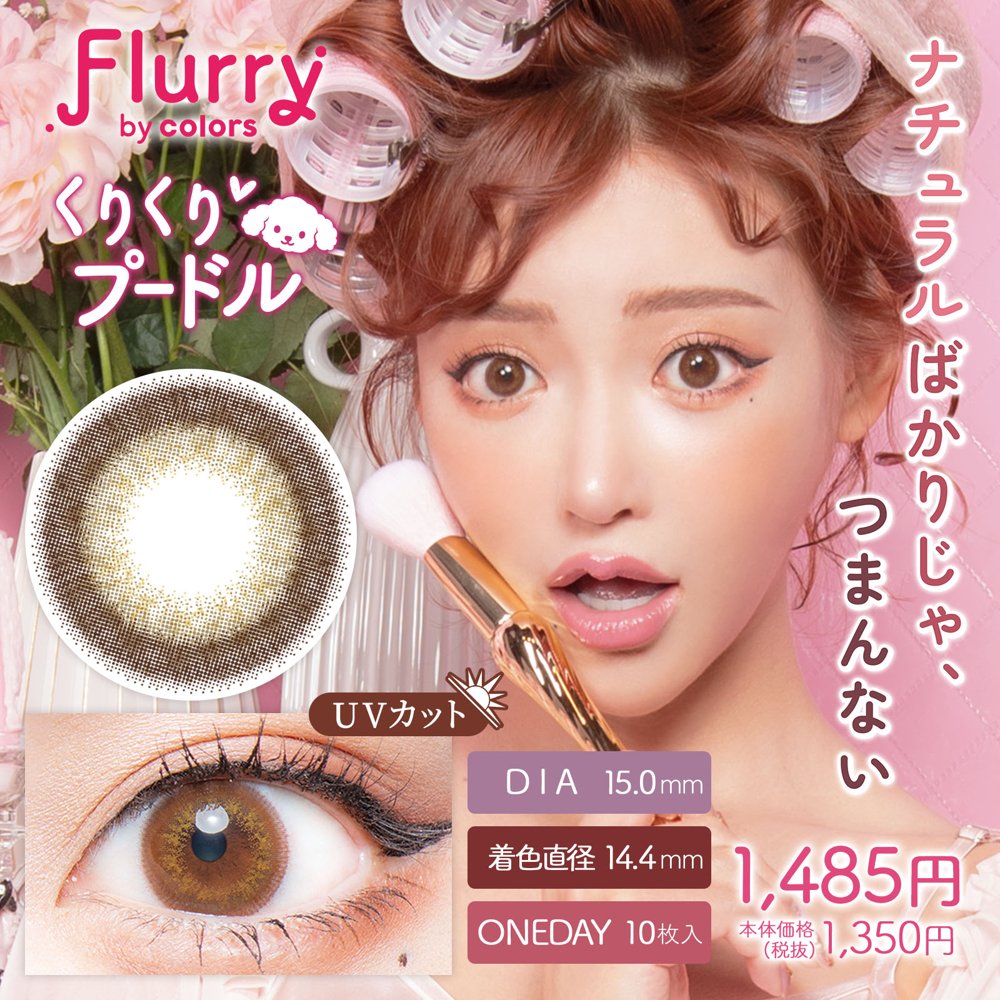 Flurry
by colors
くりくり
プードル
ナチュラルばかりじゃ、
つまんない
UVカット
DIA 15.0mm
着色直径 14.4mm
ONEDAY 10枚入
1,485円
本体価格
(税抜) 1,350円